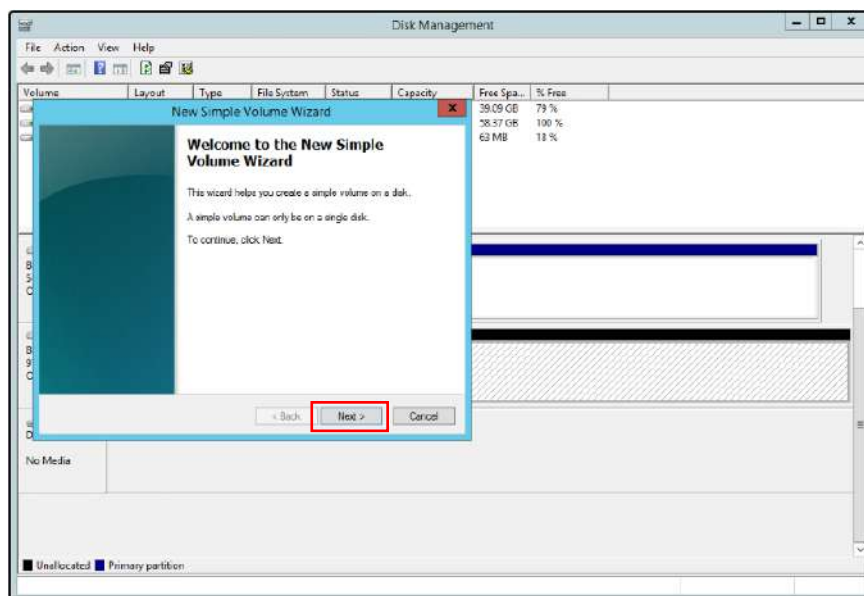 Disk Management
File Action View Help
Volume Layout Type File System Status Capacity Free Spa... % Free
39.09 GB 79 %
58.37 GB 100 %
63 MB 18 %
New Simple Volume Wizard
Welcome to the New Simple
Volume Wizard
This wizard helps you create a simple volume on a disk.
A simple volume can only be on a single disk.
To continue, click Next.
< Back Next > Cancel
No Media
Unallocated Primary partition